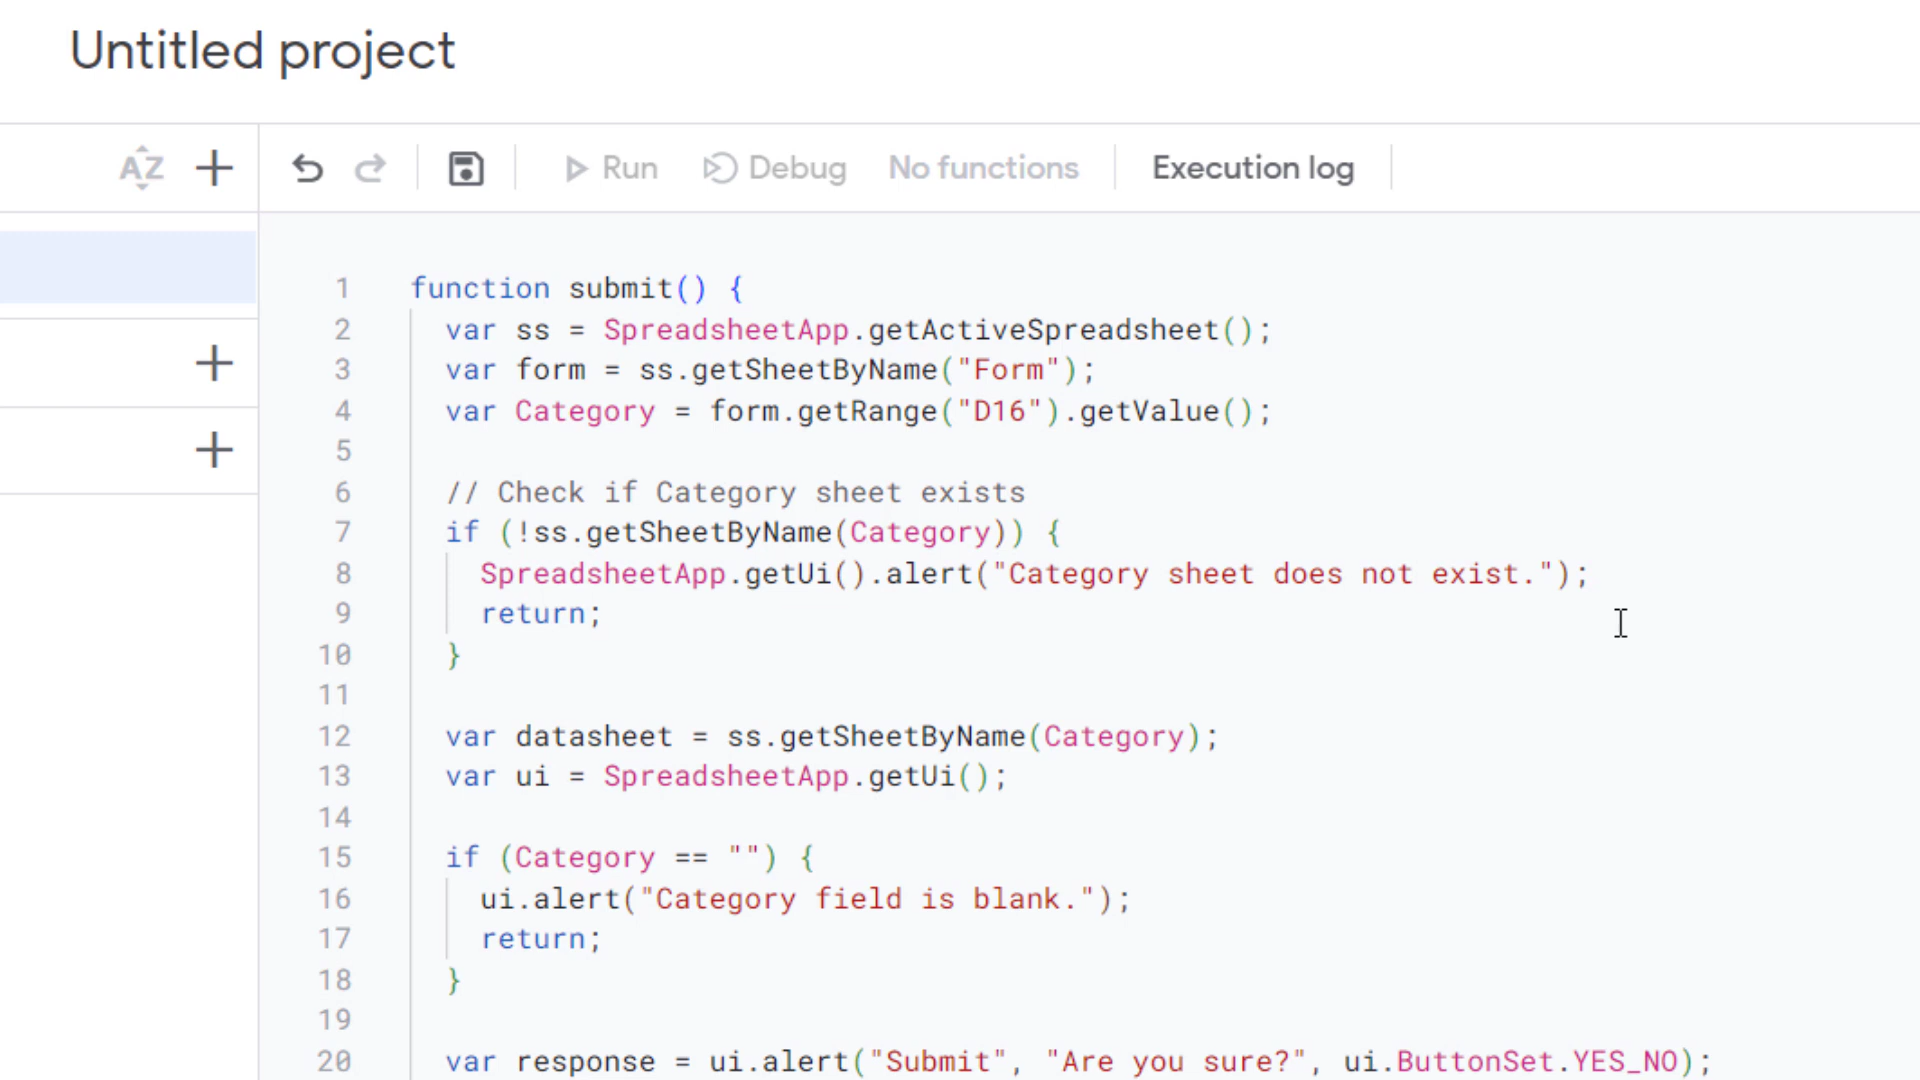 Untitled project
AZ
Run Debug No functions Execution log
1 function submit() {
2 var ss = SpreadsheetApp.getActiveSpreadsheet();
3 var form = ss.getSheetByName("Form");
4 var Category = form.getRange("D16").getValue();
5
6 // Check if Category sheet exists
7 if (!ss.getSheetByName(Category)) {
8 SpreadsheetApp.getUi().alert("Category sheet does not exist.");
9 return;
10 }
11
12 var datasheet = ss.getSheetByName(Category);
13 var ui = SpreadsheetApp.getUi();
14
15 if (Category == "") {
16 ui.alert("Category field is blank.");
17 return;
18 }
19
20 var response = ui.alert("Submit", "Are you sure?", ui.ButtonSet.YES_NO);